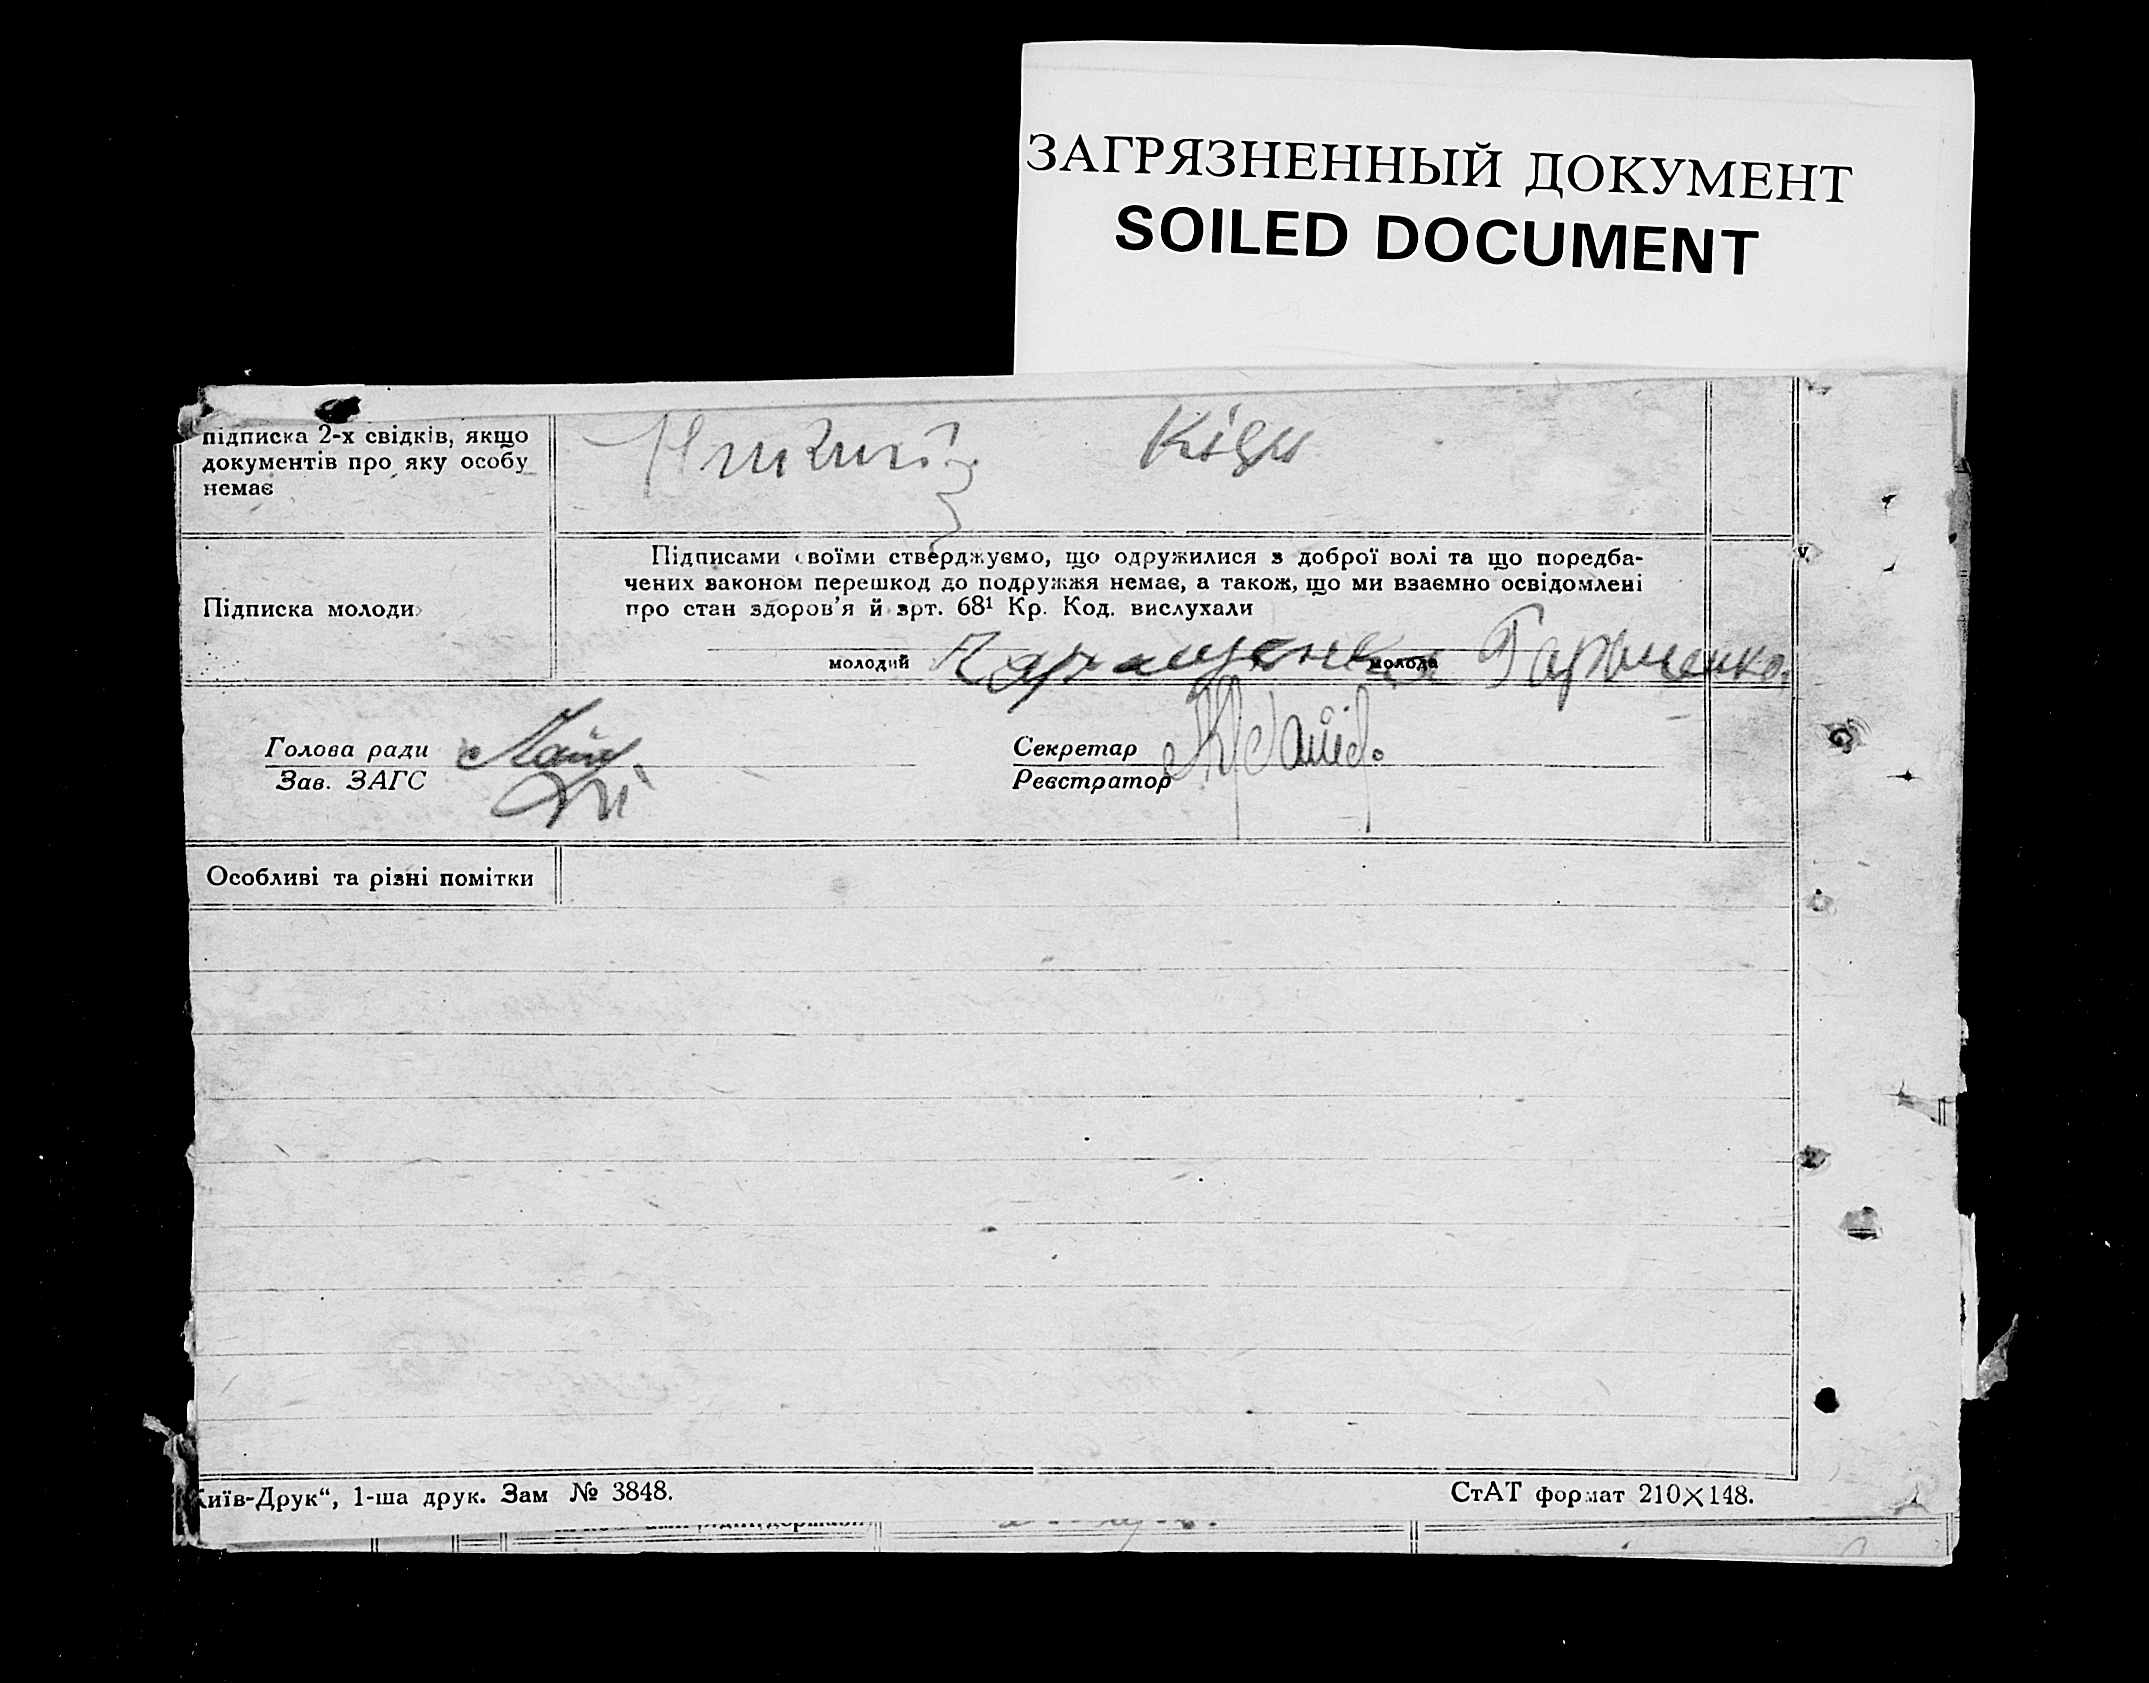 ЗАГРЯЗНЕННЫЙ ДОКУМЕНТ
SOILED DOCUMENT
підписка 2-х свідків, якщо
документів про яку особу
немає
Підписами своїми стверджуємо, що одружилися з доброї волі та що поредба-
чених законом перешкод до подружжя немає, а також, що ми взаємно освідомлені
про стан здоров'я й арт. 68¹ Кр. Код. вислухали
Підписка молоди
молодий молода
Голова ради
Зав. ЗАГС
Секретар
Реєстратор
Особливі та різні помітки
Київ-Друк“, 1-ша друк. Зам № 3848.
СтАТ формат 210×148.